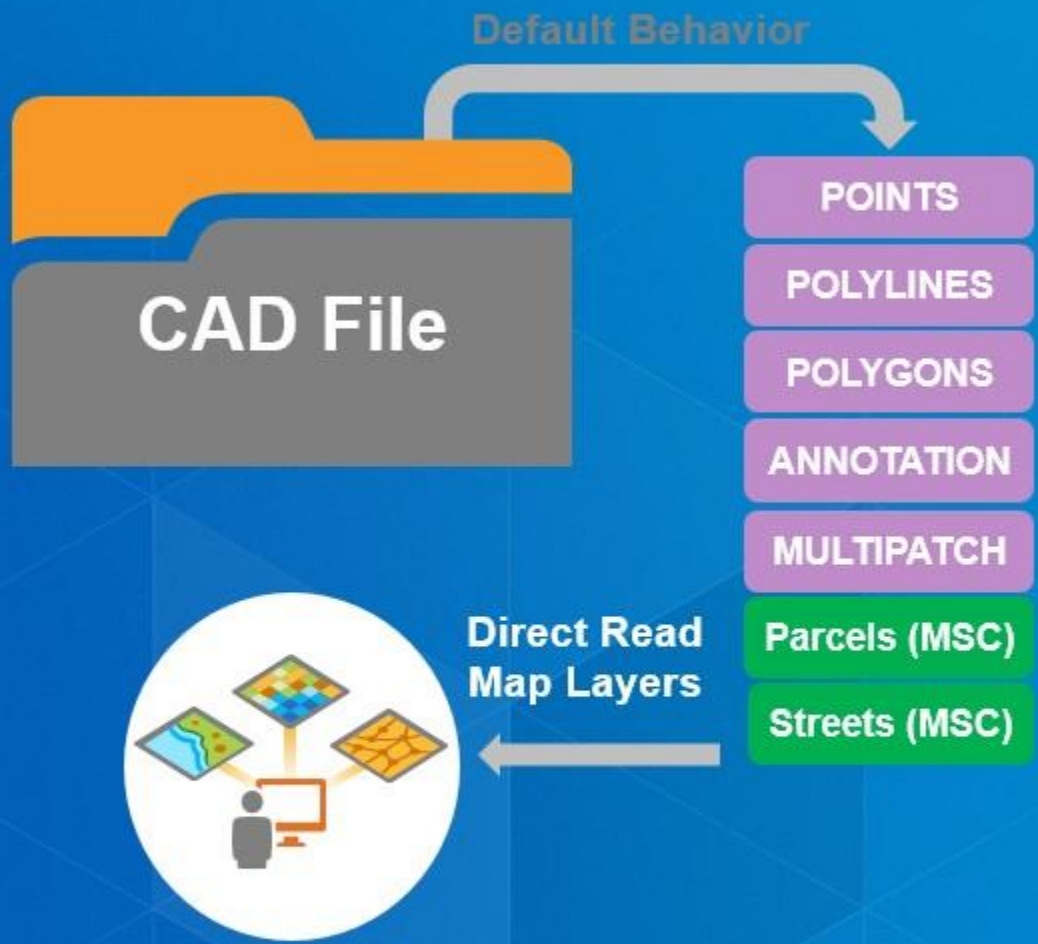 Default Behavior
CAD File
POINTS
POLYLINES
POLYGONS
ANNOTATION
MULTIPATCH
Parcels (MSC)
Streets (MSC)
Direct Read
Map Layers